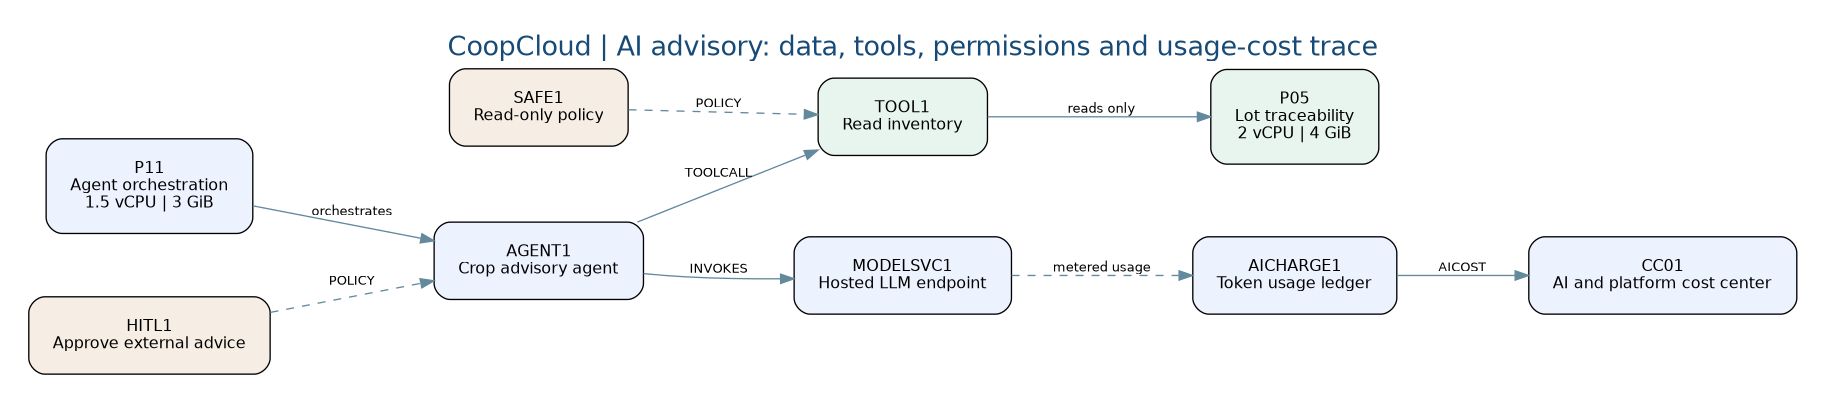 CoopCloud | AI advisory: data, tools, permissions and usage-cost trace
SAFE1
Read-only policy
POLICY
TOOL1
Read inventory
reads only
P05
Lot traceability
2 vCPU | 4 GiB
P11
Agent orchestration
1.5 vCPU | 3 GiB
orchestrates
TOOLCALL
AGENT1
Crop advisory agent
INVOKES
MODELSVC1
Hosted LLM endpoint
metered usage
AICHARGE1
Token usage ledger
AICOST
CC01
AI and platform cost center
POLICY
HITL1
Approve external advice